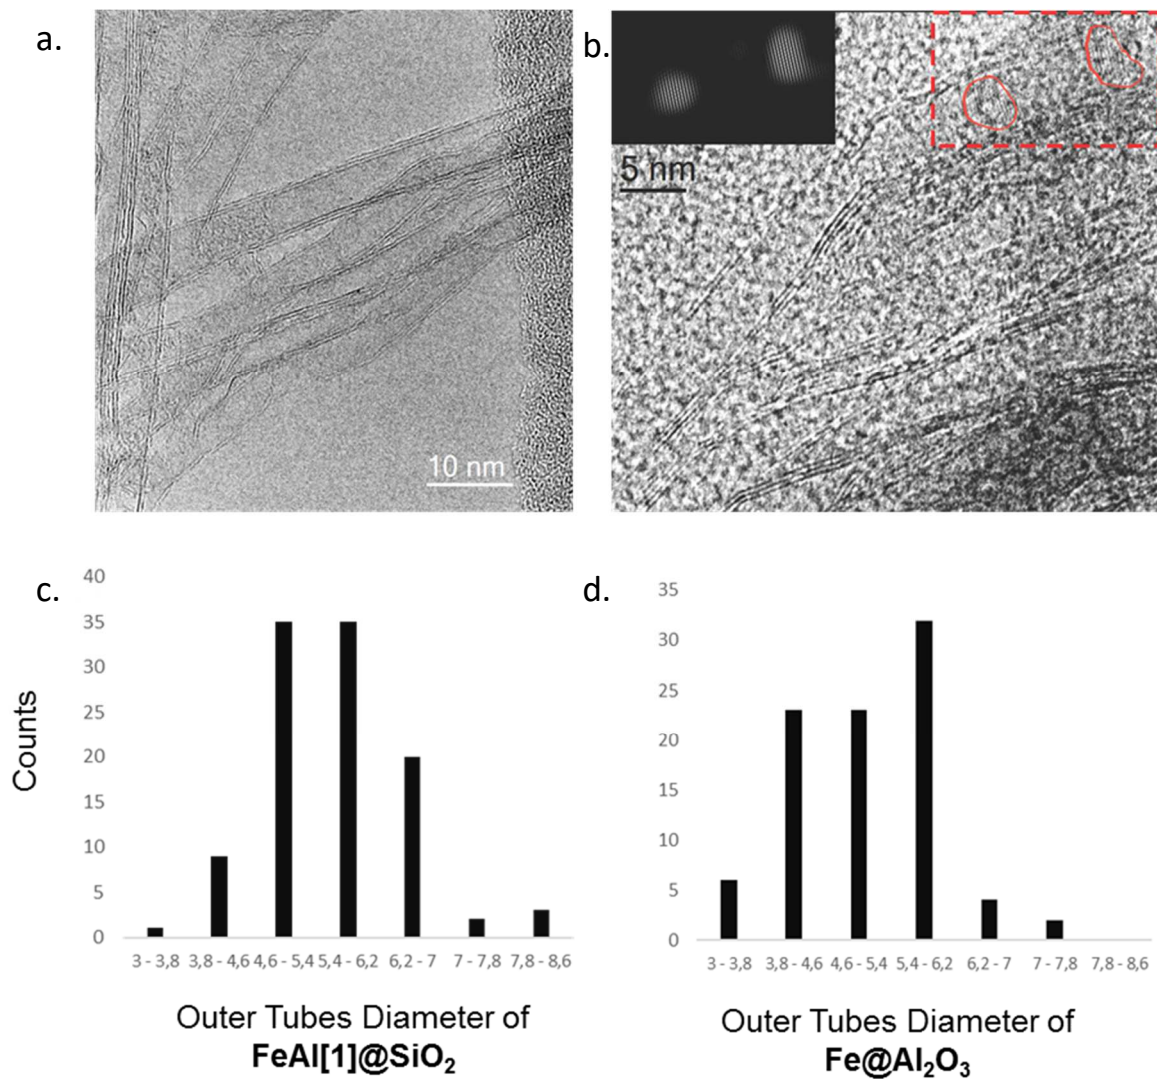 a.
10 nm
b.
5 nm
c.
40
35
30
25
20
15
10
5
0
Counts
3 - 3,8 3,8 - 4,6 4,6 - 5,4 5,4 - 6,2 6,2 - 7 7 - 7,8 7,8 - 8,6
Outer Tubes Diameter of
FeAl[1]@SiO₂
d.
35
30
25
20
15
10
5
0
3 - 3,8 3,8 - 4,6 4,6 - 5,4 5,4 - 6,2 6,2 - 7 7 - 7,8 7,8 - 8,6
Outer Tubes Diameter of
Fe@Al₂O₃